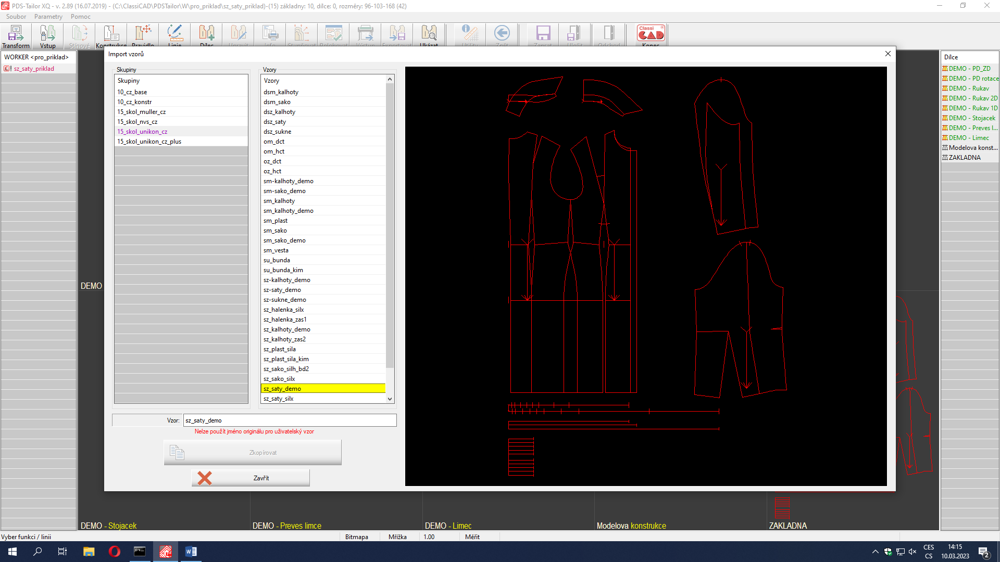 PDS-Tailor XQ - v. 2.89 (16.07.2019) - (C:\ClassiCAD\PDSTailor\W\pro_priklad\sz_saty_priklad)-(15) základny: 10, dílce: 0, rozměry: 96-103-168 (42)
Soubor Parametry Pomoc
Transform Vstup Stínové Konstrukce Pravidlo Linie Dílec Upravit Info Stupňovat Polohovat Výstup Exportovat Ukázat Utility Zpět Zapsat Uložit Odchod Konec
Classi CAD
WORKER <pro_priklad>
C! sz_saty_priklad
Import vzorů
Skupiny
Skupiny
10_cz_base
10_cz_konstr
15_skol_muller_cz
15_skol_nvs_cz
15_skol_unikon_cz
15_skol_unikon_cz_plus
Vzory
Vzory
dsm_kalhoty
dsm_sako
dsz_kalhoty
dsz_saty
dsz_sukne
om_dct
om_hct
oz_dct
oz_hct
sm-kalhoty_demo
sm-sako_demo
sm_kalhoty
sm_kalhoty_demo
sm_plast
sm_sako
sm_sako_demo
sm_vesta
su_bunda
su_bunda_kim
sz-kalhoty_demo
sz-saty_demo
sz-sukne_demo
sz_halenka_silx
sz_halenka_zas1
sz_kalhoty_demo
sz_kalhoty_zas2
sz_plast_sila
sz_plast_sila_kim
sz_sako_silh_bd2
sz_sako_silx
sz_saty_demo
sz_saty_silx
Vzor: sz_saty_demo
Nelze použít jméno originálu pro uživatelský vzor
Zkopírovat
Zavřít
Dílce
DEMO - PD_ZD
DEMO - PD rotace
DEMO - Rukav
DEMO - Rukav 2D
DEMO - Rukav 1D
DEMO - Stojacek
DEMO - Preves l...
DEMO - Limec
Modelova konst...
ZAKLADNA
DEMO
DEMO - Stojacek
DEMO - Preves limce
DEMO - Limec
Modelova konstrukce
ZAKLADNA
Vyber funkci / linii Bitmapa Mřížka 1.00 Měřit
CES
CS
14:15
10.03.2023
2